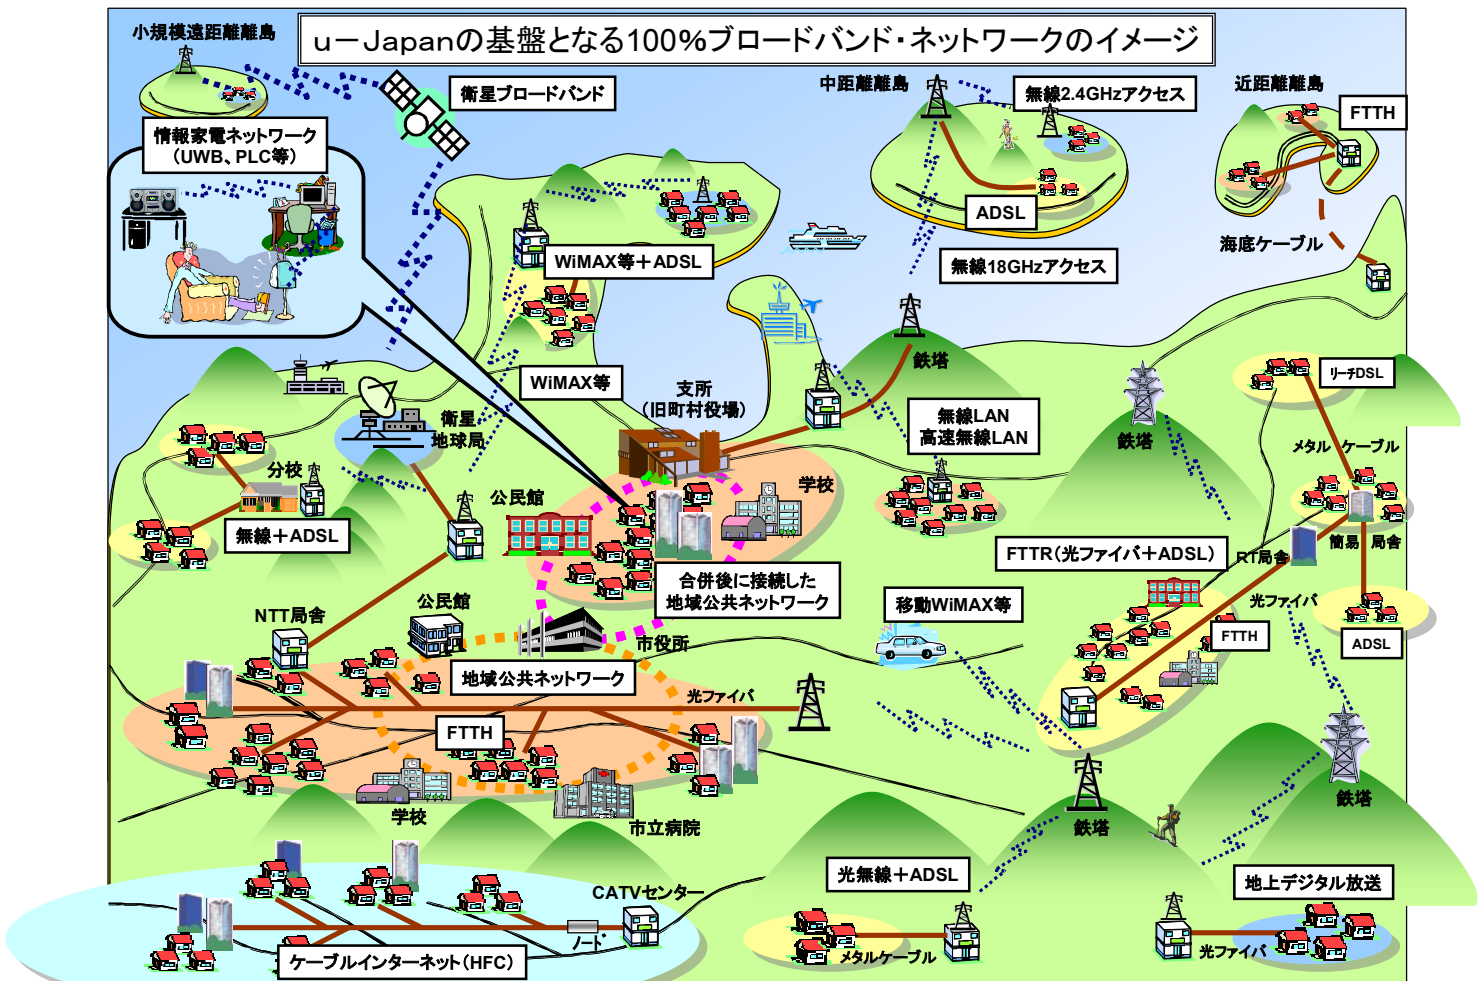 u－Japanの基盤となる100％ブロードバンド・ネットワークのイメージ
小規模遠距離離島
衛星ブロードバンド
中距離離島
無線2.4GHzアクセス
近距離離島
FTTH
情報家電ネットワーク
（UWB、PLC等）
ADSL
海底ケーブル
WiMAX等＋ADSL
無線18GHzアクセス
鉄塔
WiMAX等
リーチDSL
支所
（旧町村役場）
無線LAN
高速無線LAN
衛星
地球局
鉄塔
メタル ケーブル
分校
学校
公民館
無線＋ADSL
FTTR（光ファイバ＋ADSL）
RT局舎
簡易 局舎
合併後に接続した
地域公共ネットワーク
移動WiMAX等
光ファイバ
公民館
NTT局舎
市役所
FTTH
ADSL
地域公共ネットワーク
光ファイバ
FTTH
鉄塔
学校
市立病院
鉄塔
光無線＋ADSL
地上デジタル放送
CATVセンター
ノード
メタルケーブル
光ファイバ
ケーブルインターネット（HFC）